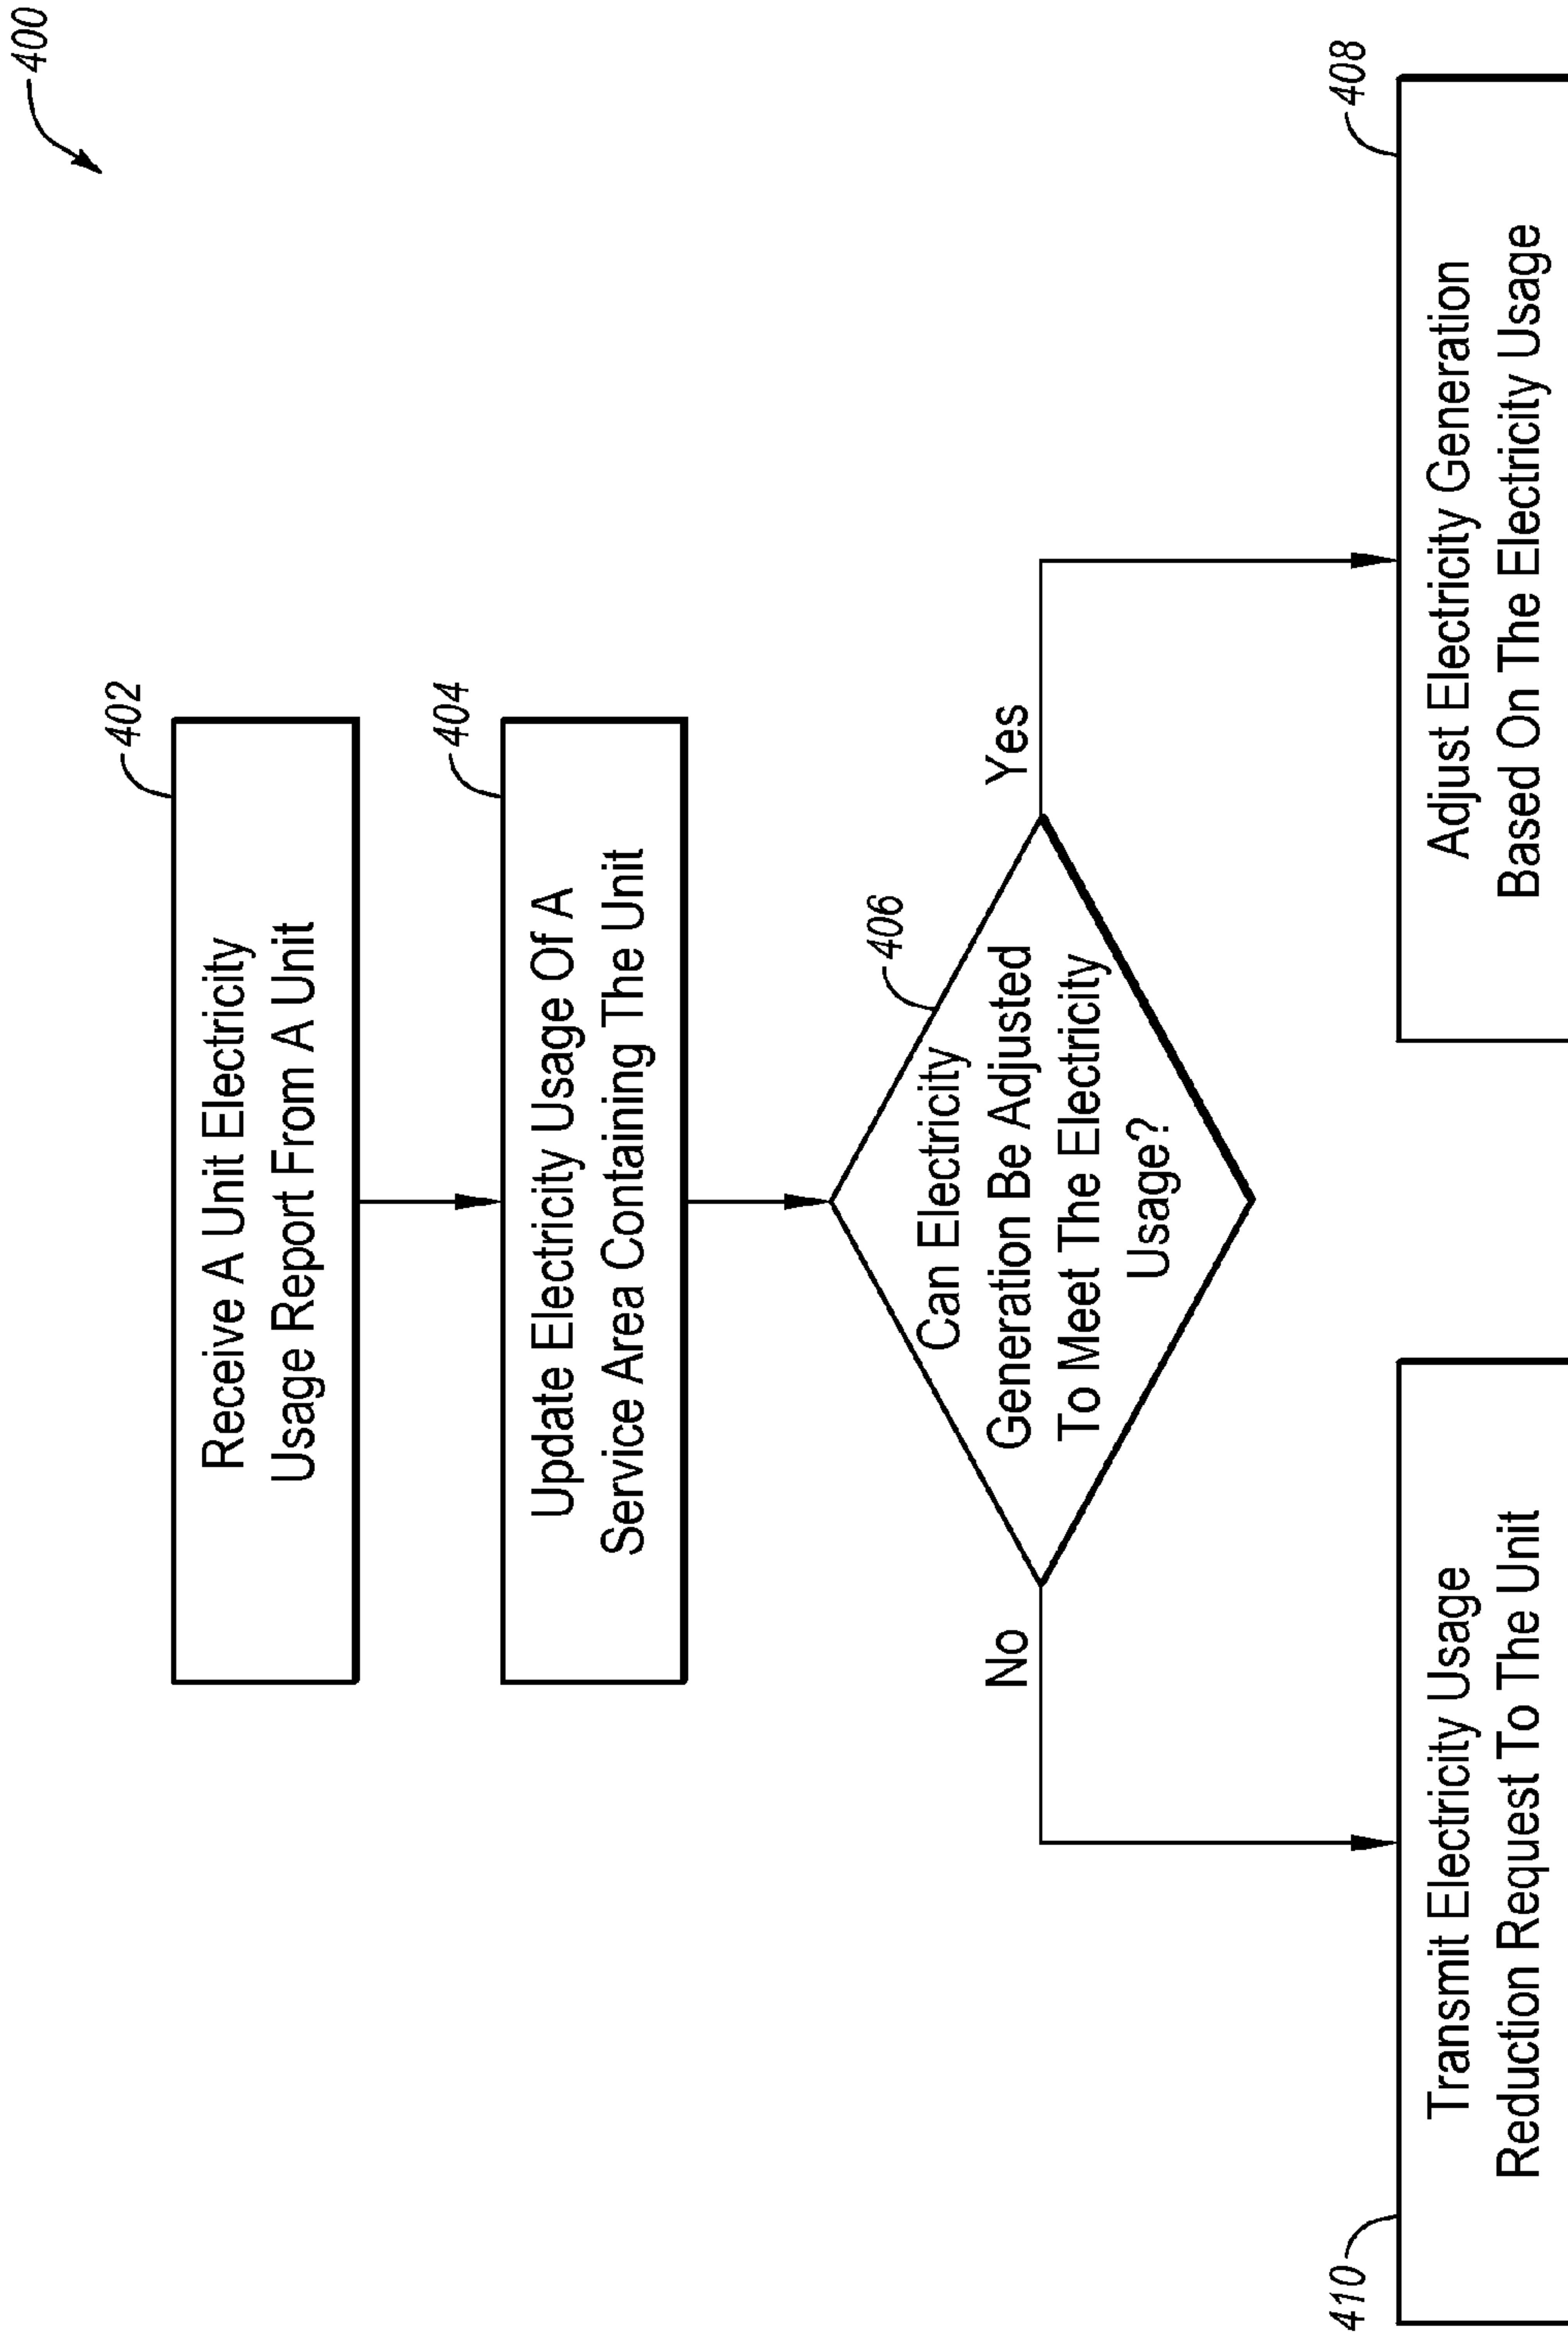 400
402
Receive A Unit Electricity
Usage Report From A Unit
404
Update Electricity Usage Of A
Service Area Containing The Unit
406
Can Electricity
Generation Be Adjusted
To Meet The Electricity
Usage?
No
Yes
410
Transmit Electricity Usage
Reduction Request To The Unit
408
Adjust Electricity Generation
Based On The Electricity Usage